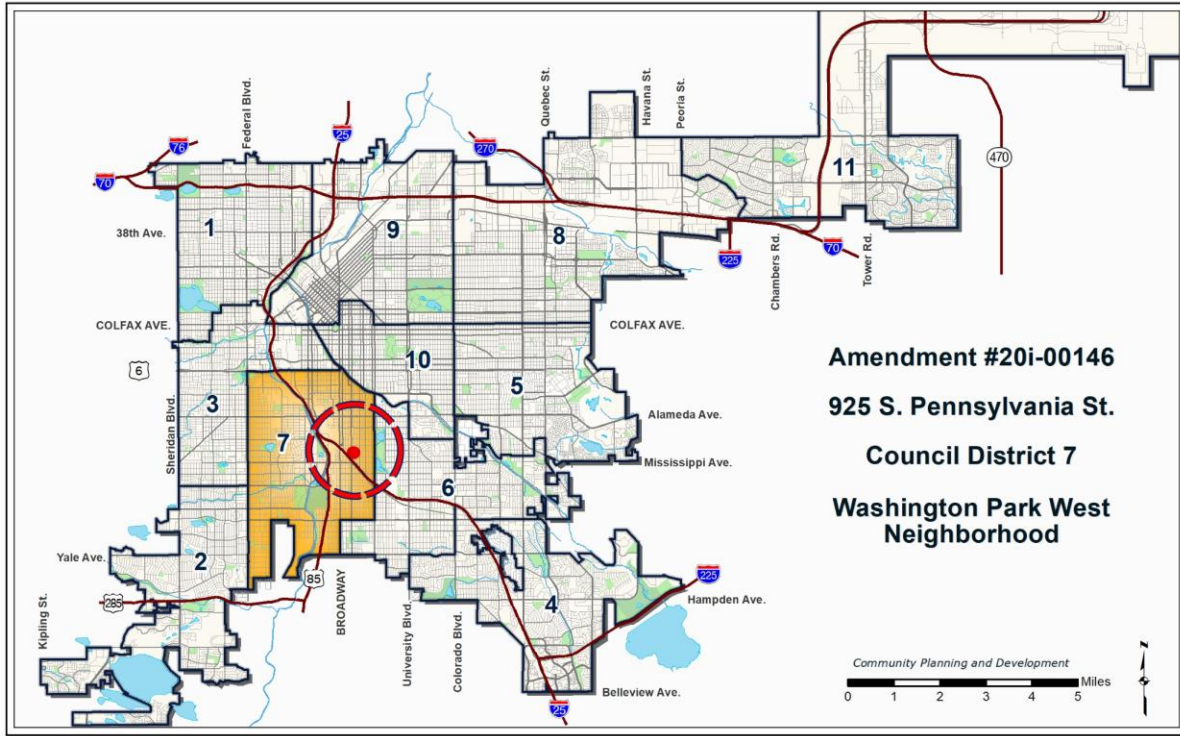 Federal Blvd.
Quebec St.
Havana St.
Peoria St.
76
25
270
70
470
11
1
9
8
38th Ave.
225
Chambers Rd.
70
Tower Rd.
COLFAX AVE.
COLFAX AVE.
6
10
5
3
Sheridan Blvd.
Alameda Ave.
7
Mississippi Ave.
6
Amendment #20i-00146
925 S. Pennsylvania St.
Council District 7
Washington Park West
Neighborhood
Yale Ave.
2
85
BROADWAY
285
Kipling St.
University Blvd.
Colorado Blvd.
4
225
Hampden Ave.
Belleview Ave.
25
Community Planning and Development
Miles
0 1 2 3 4 5
N